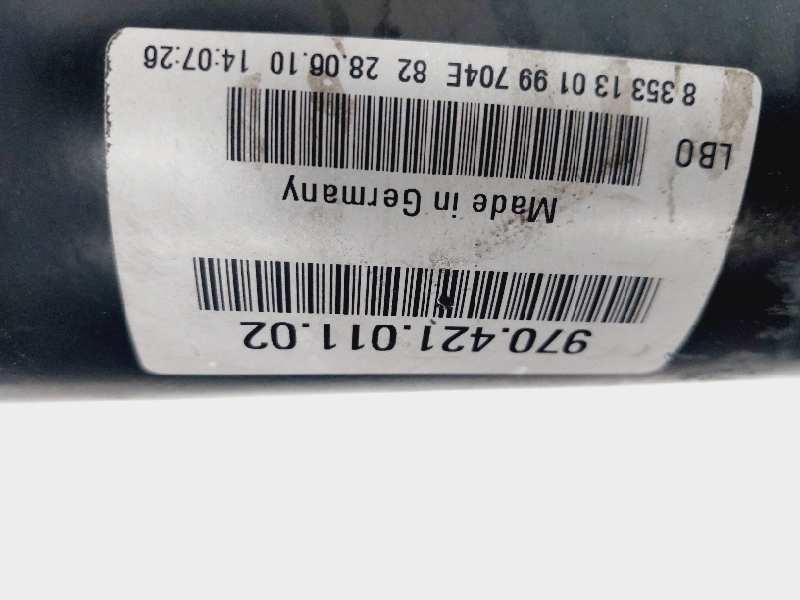 970.421.011.02
Made in Germany
LB0
8 353 13 01 99 704E 82 28.06.10 14:07:26